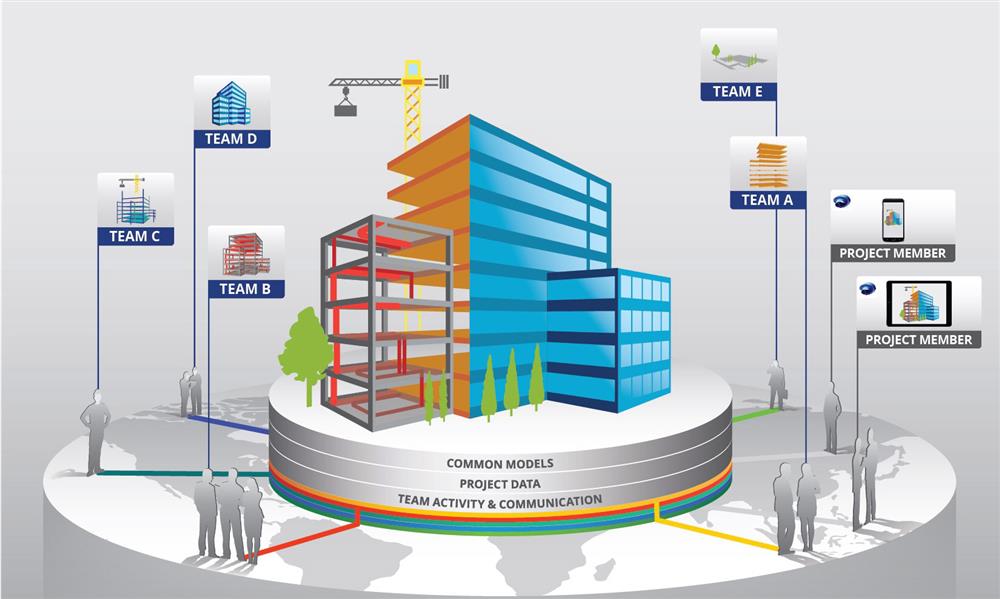 TEAM E
TEAM D
TEAM A
TEAM C
PROJECT MEMBER
TEAM B
PROJECT MEMBER
COMMON MODELS
PROJECT DATA
TEAM ACTIVITY & COMMUNICATION